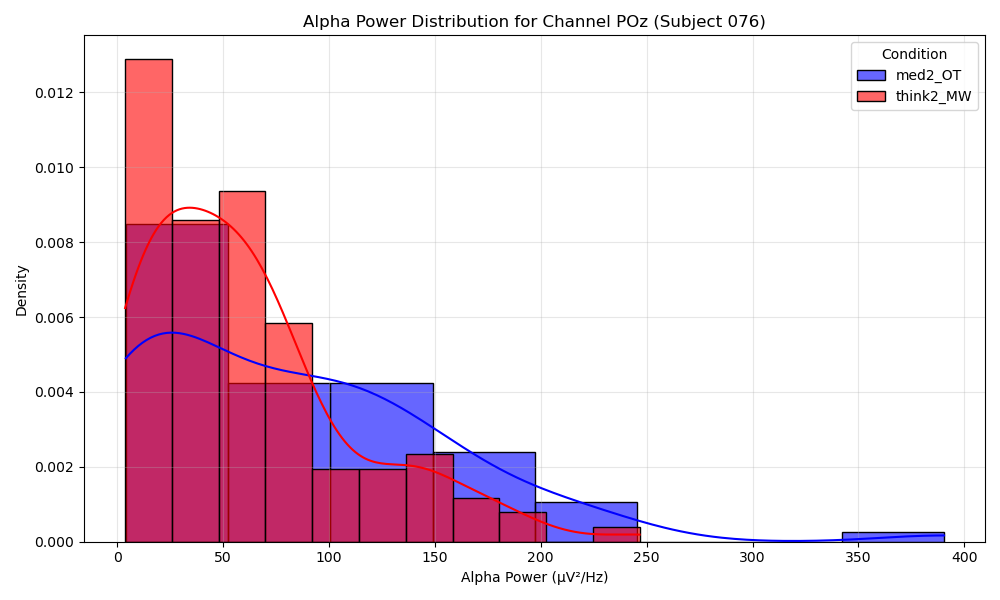 Alpha Power Distribution for Channel POz (Subject 076)
Condition
med2_OT
think2_MW
Density
0.012
0.010
0.008
0.006
0.004
0.002
0.000
0 50 100 150 200 250 300 350 400
Alpha Power (µV²/Hz)